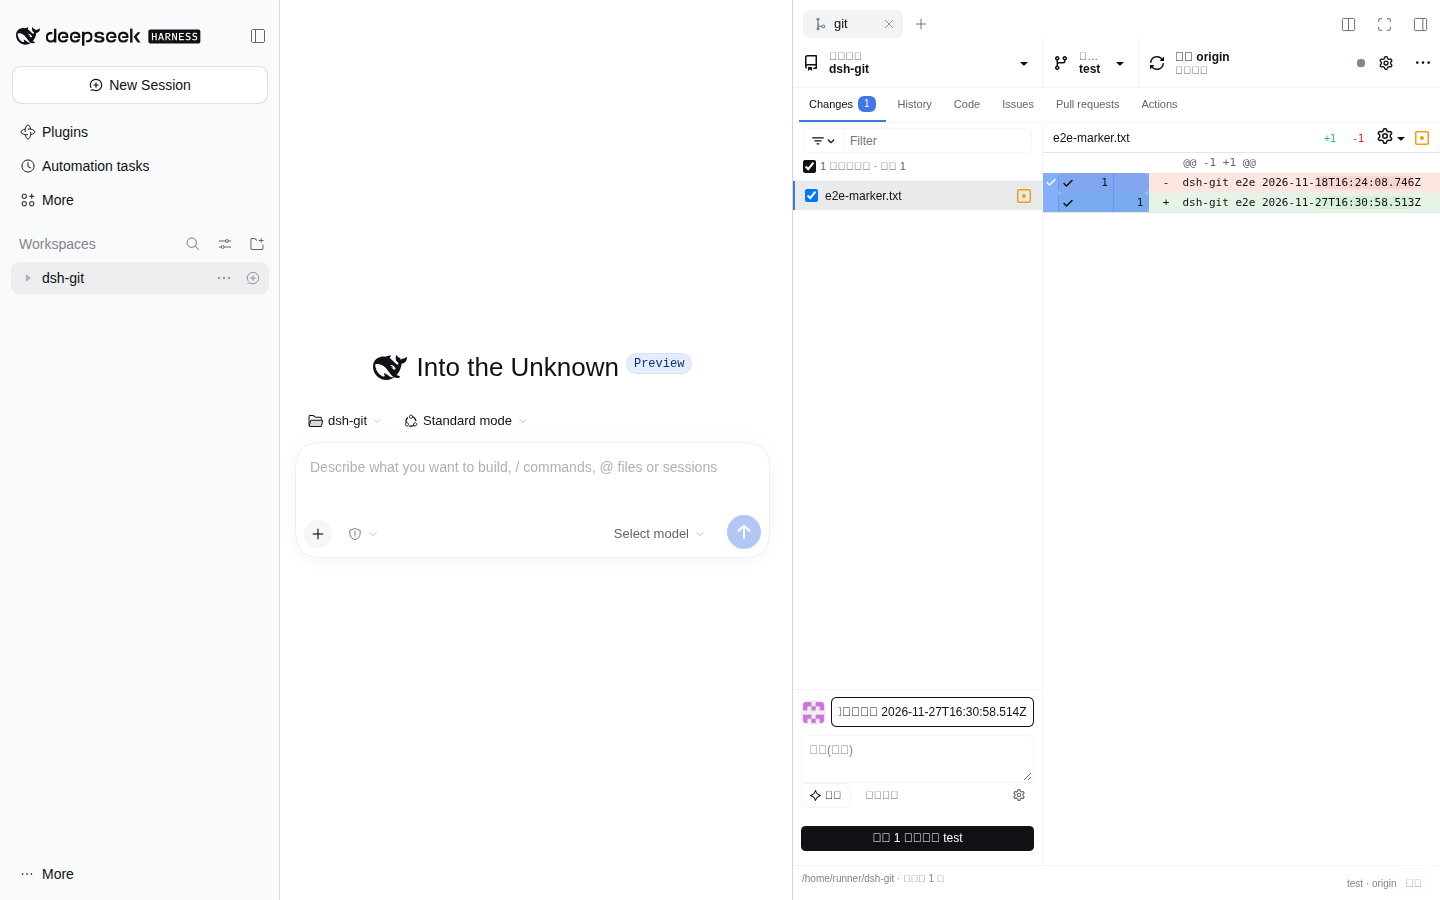 deepseek HARNESS
New Session
Plugins
Automation tasks
More
Workspaces
dsh-git
More
Into the Unknown Preview
dsh-git
Standard mode
Describe what you want to build, / commands, @ files or sessions
Select model
git
dsh-git
test
origin
Changes 1
History
Code
Issues
Pull requests
Actions
Filter
1 · 1
e2e-marker.txt
e2e-marker.txt +1 -1
@@ -1 +1 @@
1 - dsh-git e2e 2026-11-18T16:24:08.746Z
1 + dsh-git e2e 2026-11-27T16:30:58.513Z
2026-11-27T16:30:58.514Z
1 test
/home/runner/dsh-git · 1
test · origin